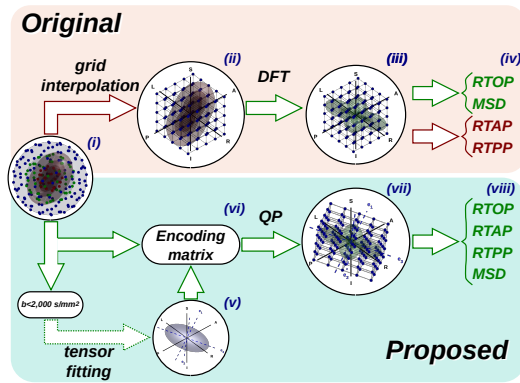 Original
(ii)
(iii)
(iv)
grid
interpolation
DFT
RTOP
MSD
RTAP
RTPP
S
L
A
P
R
I
S
L
A
P
R
I
(i)
(vi)
(vii)
(viii)
Encoding
matrix
QP
RTOP
RTAP
RTPP
MSD
S
L
A
P
R
I
e₁
b<2,000 s/mm²
(v)
tensor
fitting
Proposed